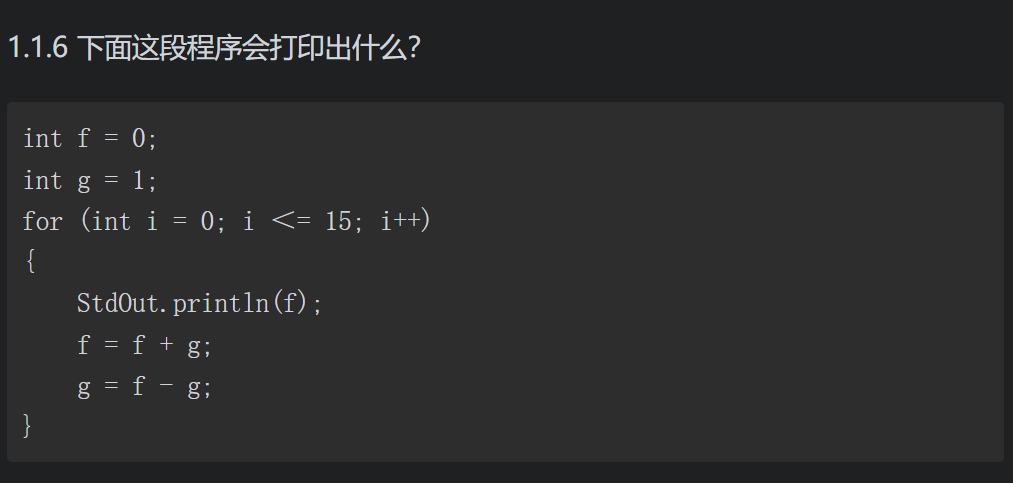 1.1.6 下面这段程序会打印出什么？
int f = 0;
int g = 1;
for (int i = 0; i <= 15; i++)
{
    StdOut.println(f);
    f = f + g;
    g = f - g;
}